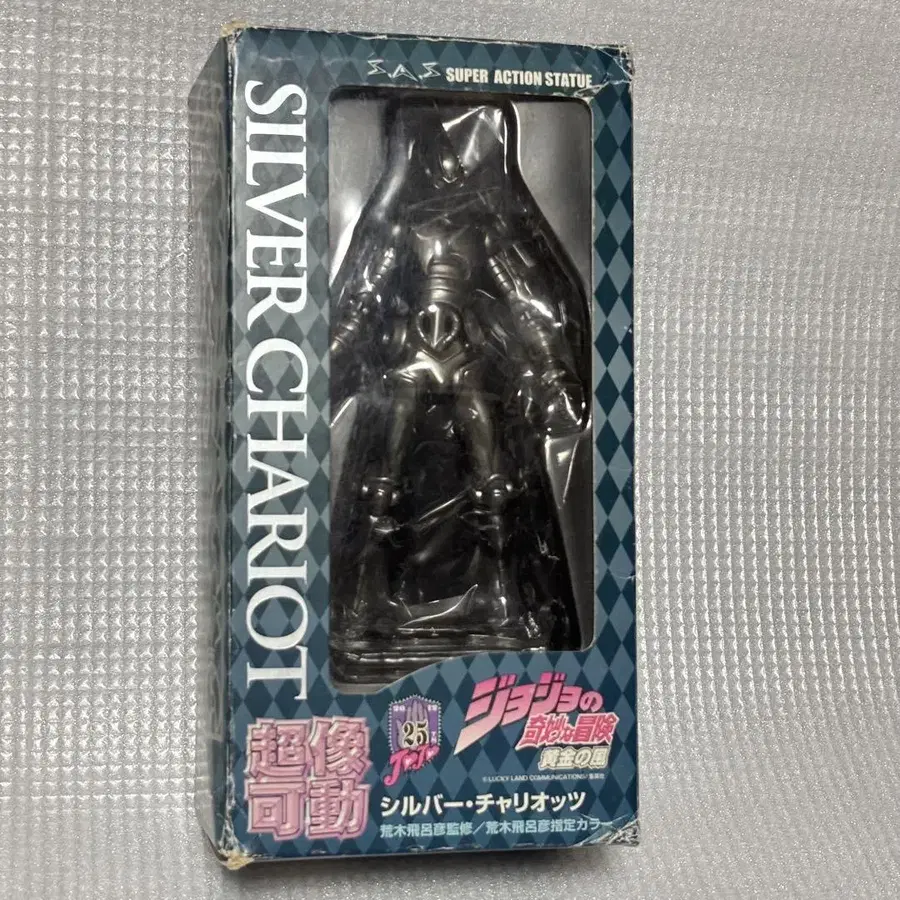 S.A.S SUPER ACTION STATUE
SILVER CHARIOT
超像
可動
25
JoJo
ジョジョの
奇妙な冒険
黄金の風
©LUCKY LAND COMMUNICATIONS/集英社
シルバー・チャリオッツ
荒木飛呂彦監修/荒木飛呂彦指定カラー